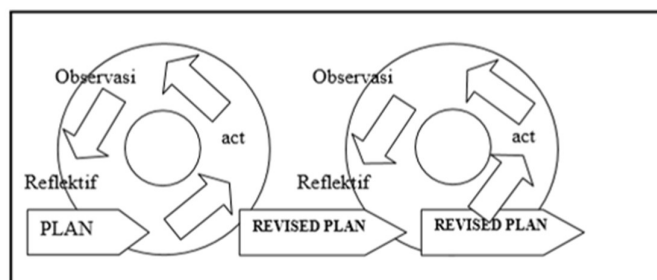 Observasi
act
Reflektif
PLAN
Observasi
act
Reflektif
REVISED PLAN
REVISED PLAN